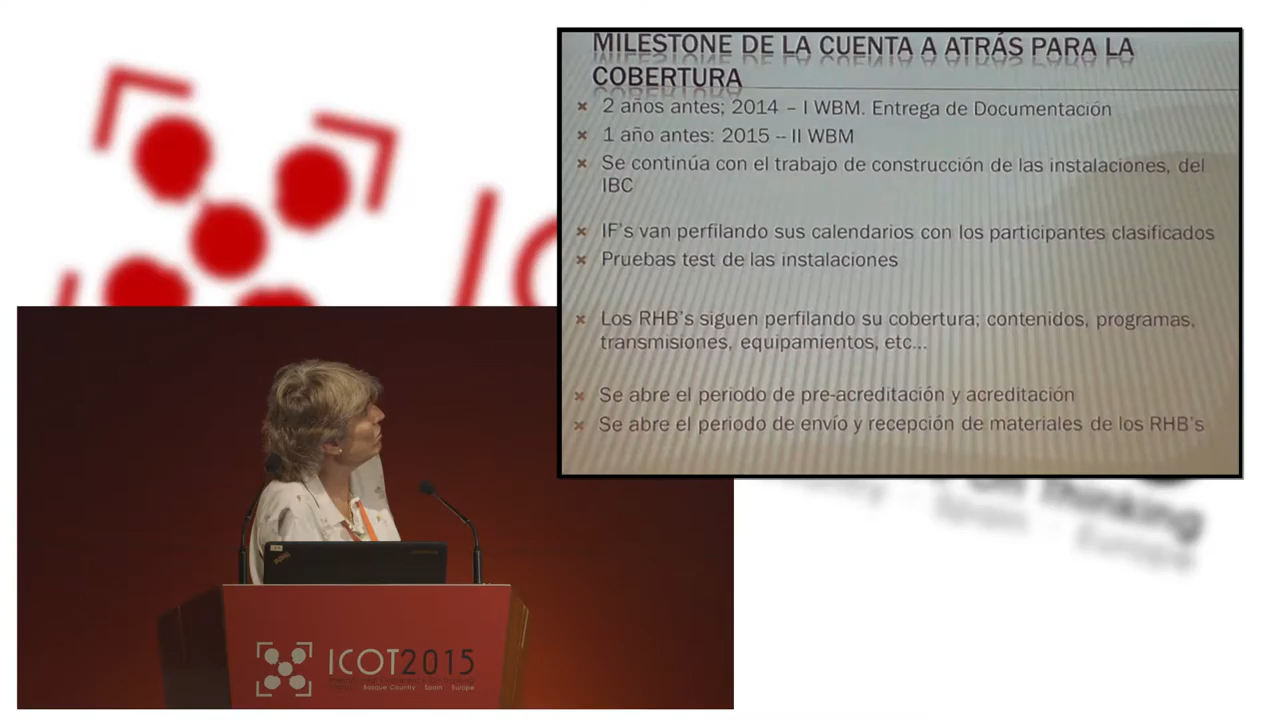 MILESTONE DE LA CUENTA A ATRÁS PARA LA
COBERTURA
2 años antes; 2014 – I WBM. Entrega de Documentación
1 año antes: 2015 – II WBM
Se continúa con el trabajo de construcción de las instalaciones, del
IBC
IF's van perfilando sus calendarios con los participantes clasificados
Pruebas test de las instalaciones
Los RHB's siguen perfilando su cobertura; contenidos, programas,
transmisiones, equipamientos, etc...
Se abre el periodo de pre-acreditación y acreditación
Se abre el periodo de envío y recepción de materiales de los RHB's
Thinking
Spain
Europe
ICOT2015
Basque Country Spain Europe